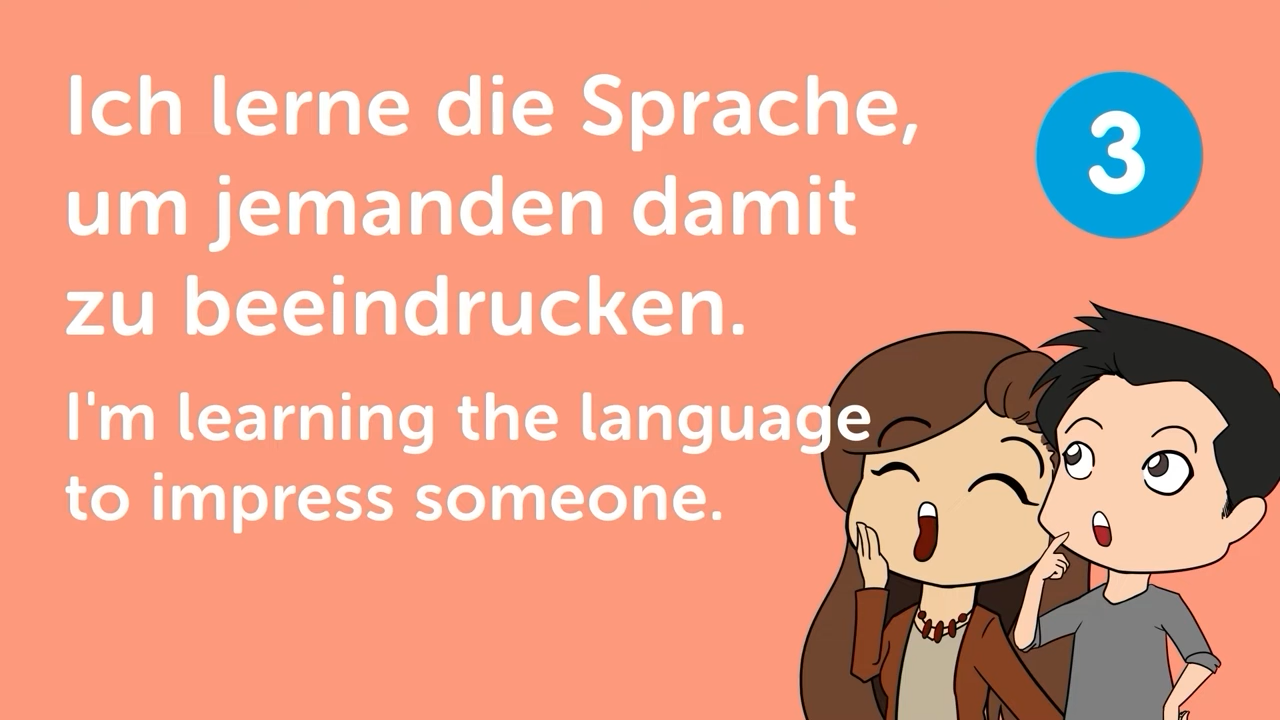 Ich lerne die Sprache,
um jemanden damit
zu beeindrucken.
I'm learning the language
to impress someone.
3